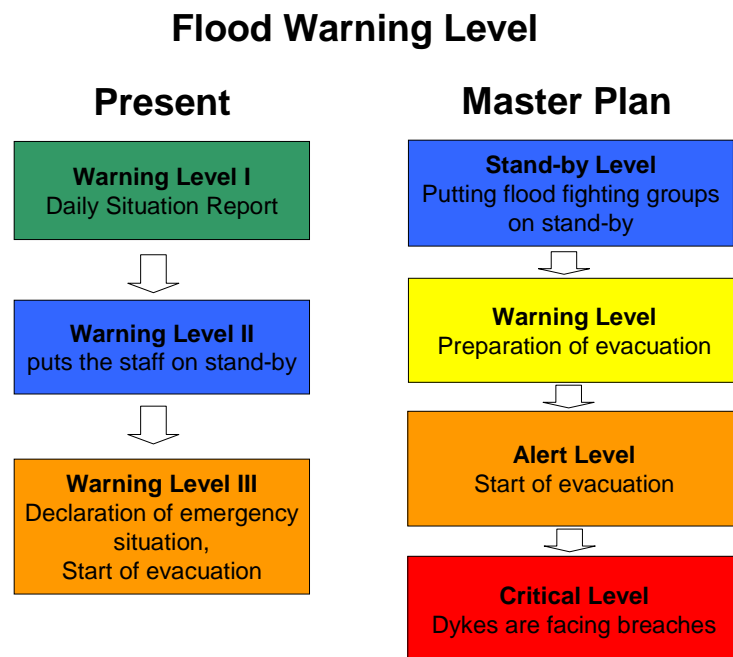 Flood Warning Level
Present
Warning Level I
Daily Situation Report
Warning Level II
puts the staff on stand-by
Warning Level III
Declaration of emergency
situation,
Start of evacuation
Master Plan
Stand-by Level
Putting flood fighting groups
on stand-by
Warning Level
Preparation of evacuation
Alert Level
Start of evacuation
Critical Level
Dykes are facing breaches